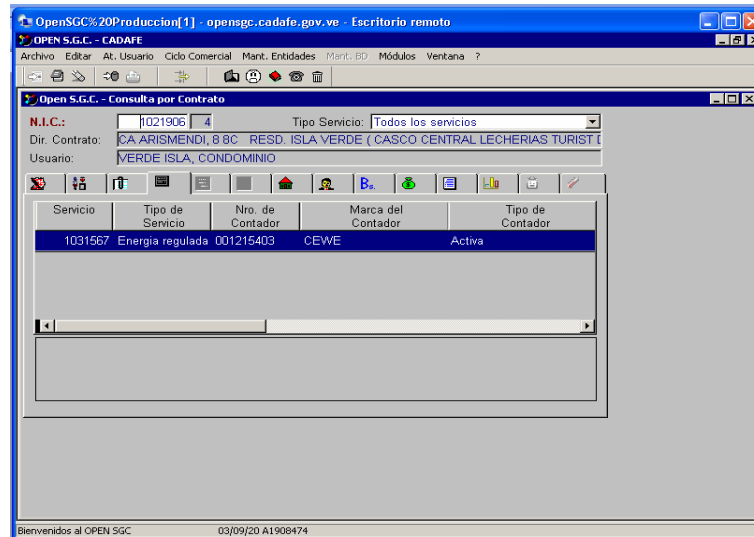 OpenSGC%20Produccion[1] - opensgc.cadafe.gov.ve - Escritorio remoto
OPEN S.G.C. - CADAFE
Archivo Editar At. Usuario Ciclo Comercial Mant. Entidades Mant. BD Módulos Ventana ?
Open S.G.C. - Consulta por Contrato
N.I.C.: 1021906 4 Tipo Servicio: Todos los servicios
Dir. Contrato: CA ARISMENDI, 8 8C RESD. ISLA VERDE ( CASCO CENTRAL LECHERIAS TURIST
Usuario: VERDE ISLA, CONDOMINIO
Bs.
Servicio Tipo de Servicio Nro. de Contador Marca del Contador Tipo de Contador
1031567 Energia regulada 001215403 CEWE Activa
Bienvenidos al OPEN SGC 03/09/20 A1908474